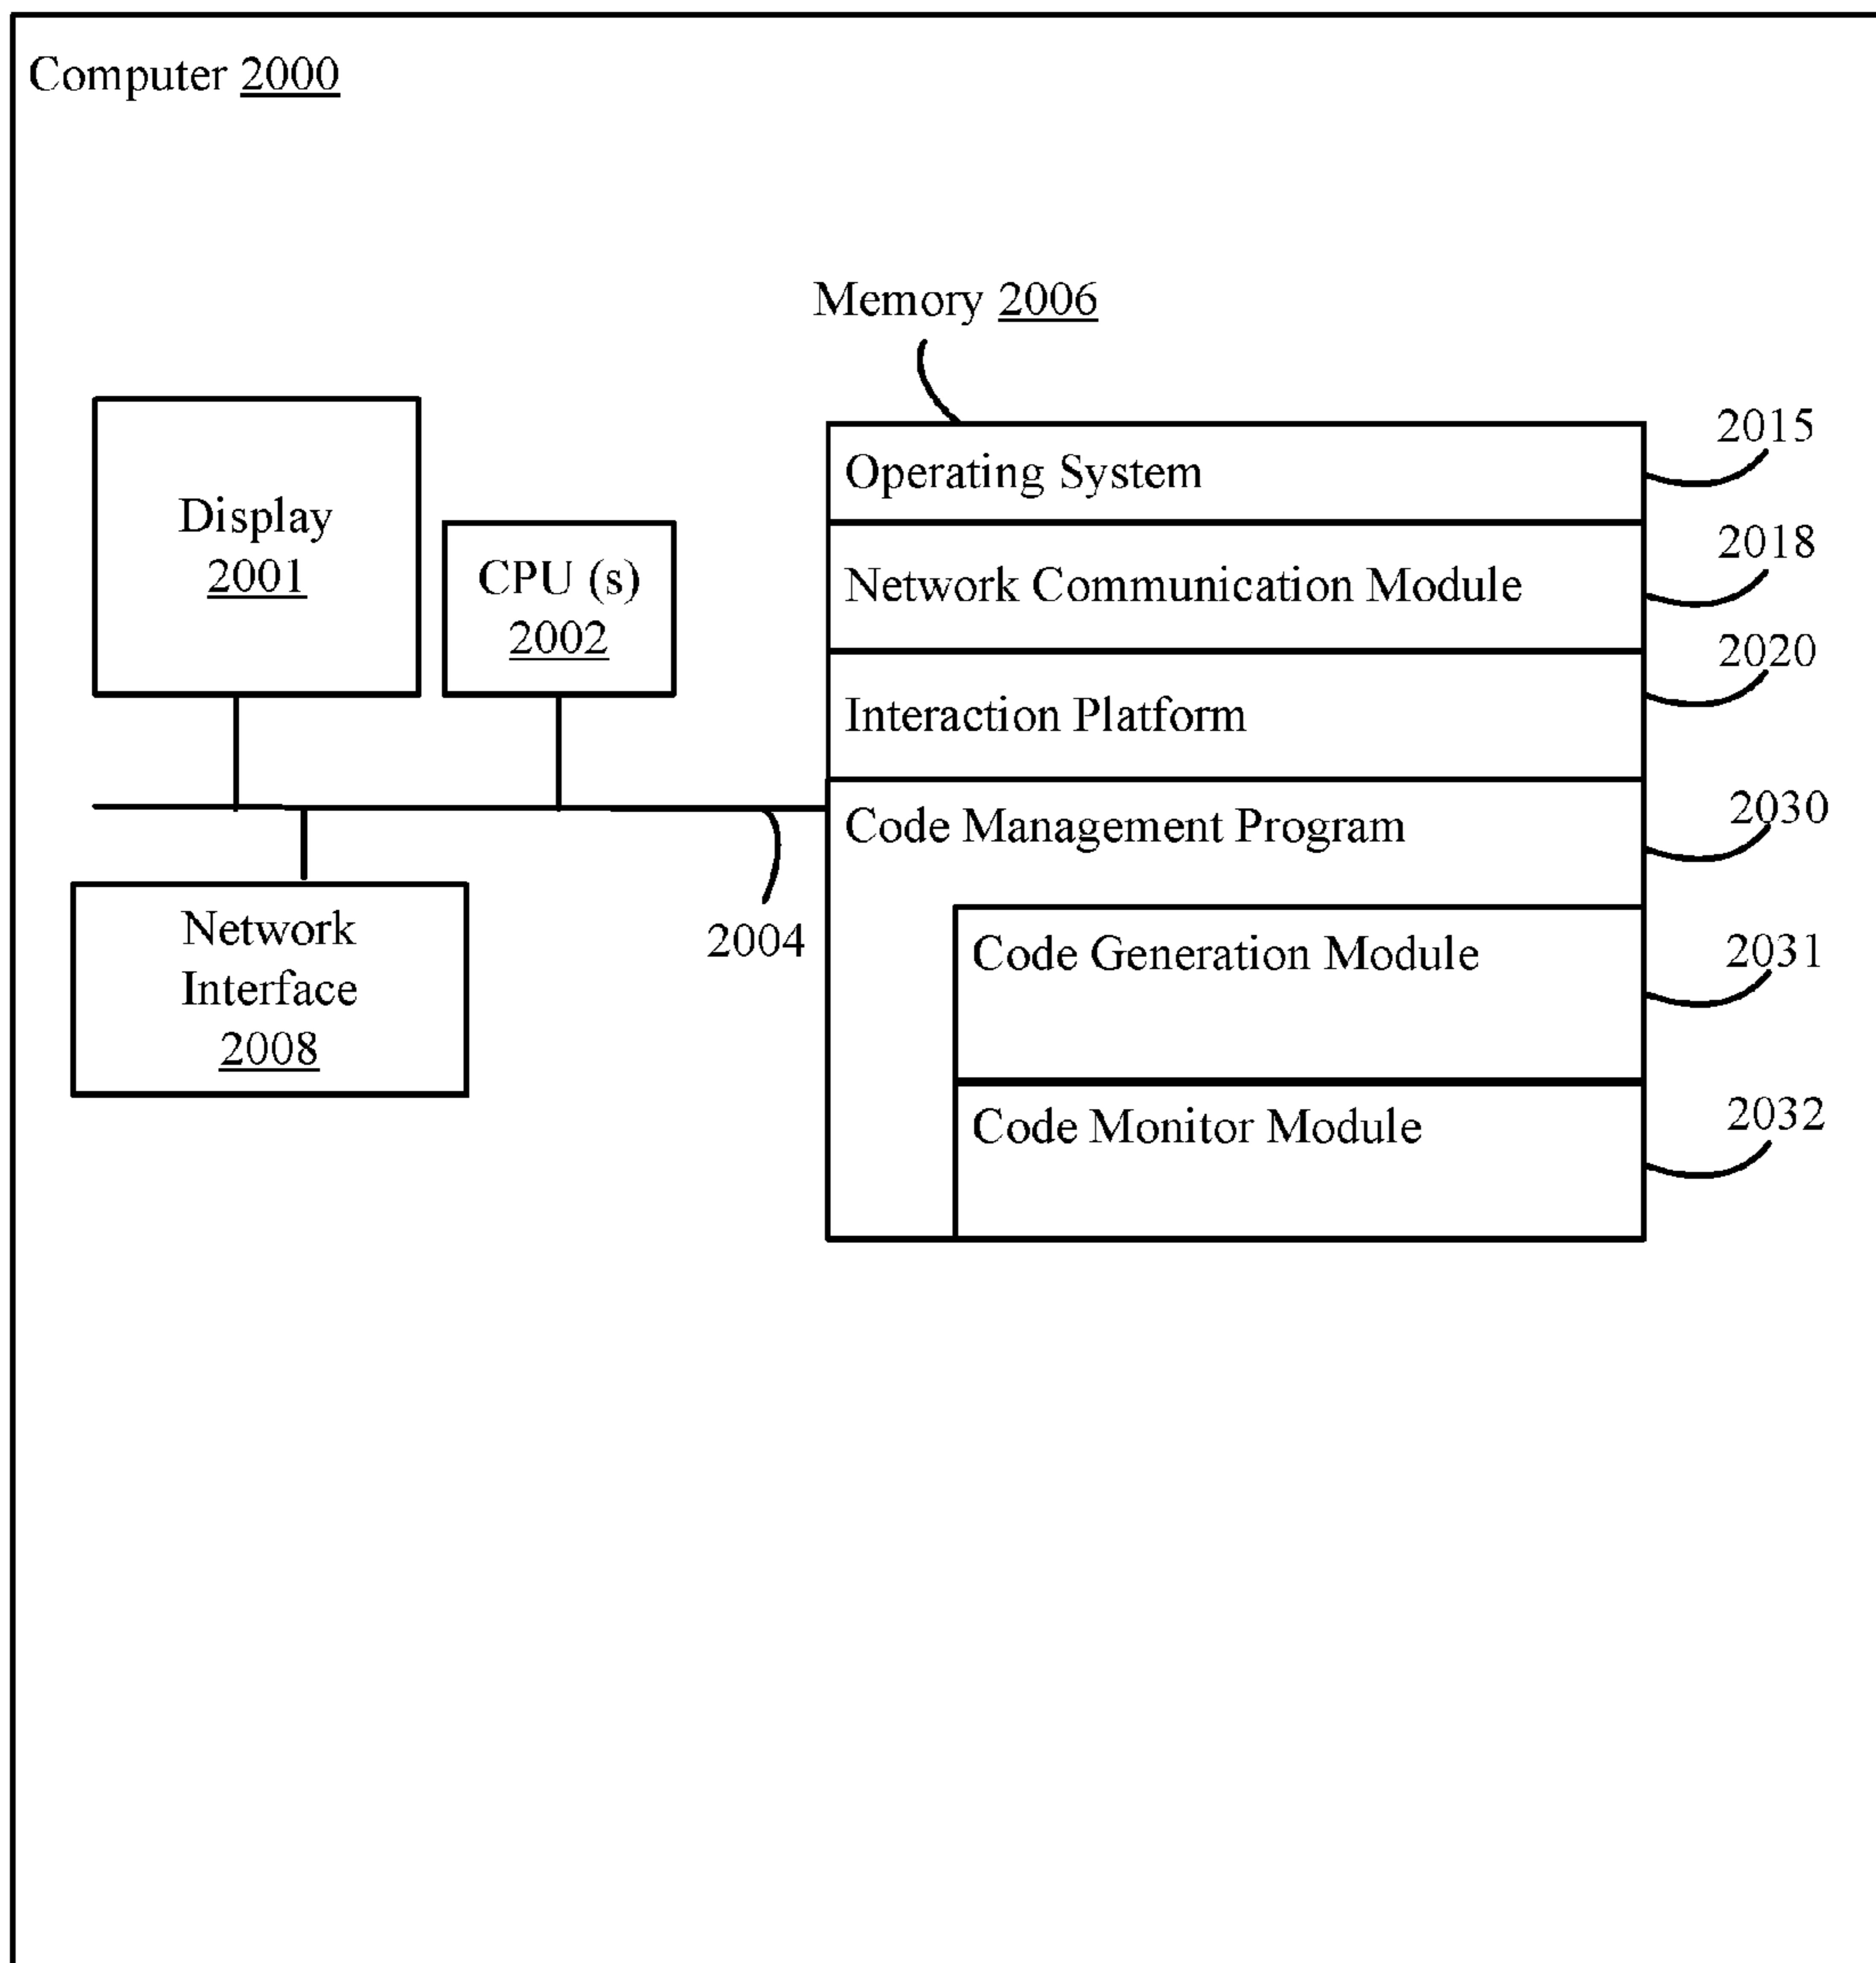 Computer 2000
Memory 2006
Display
2001
CPU (s)
2002
Network
Interface
2008
2004
Operating System
2015
Network Communication Module
2018
Interaction Platform
2020
Code Management Program
2030
Code Generation Module
2031
Code Monitor Module
2032